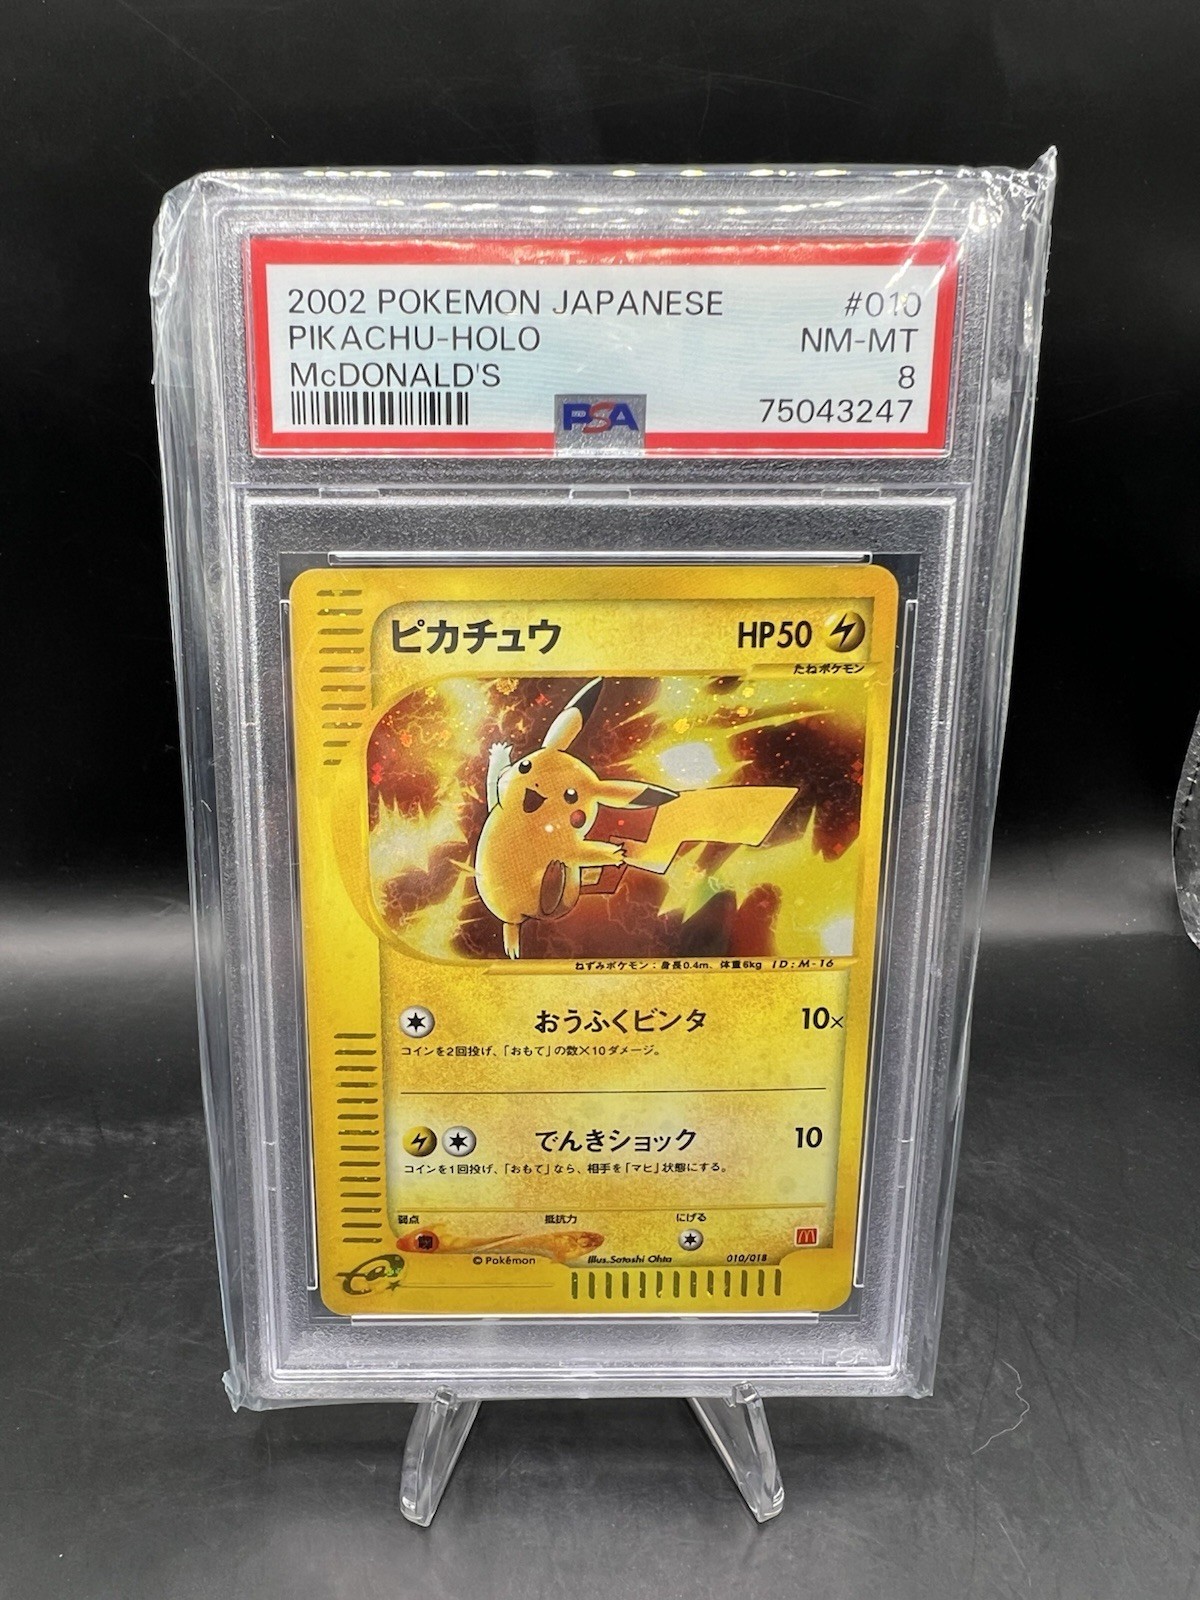 2002 POKEMON JAPANESE #010
PIKACHU-HOLO NM-MT
McDONALD'S 8
PSA 75043247
ピカチュウ HP50
たねポケモン
ねずみポケモン：身長0.4m、体重6kg ID:M-16
おうふくビンタ 10×
コインを2回投げ、「おもて」の数×10ダメージ。
でんきショック 10
コインを1回投げ、「おもて」なら、相手を「マヒ」状態にする。
弱点 抵抗力 にげる
©Pokémon Illus.Satoshi Ohta 010/018
PSA